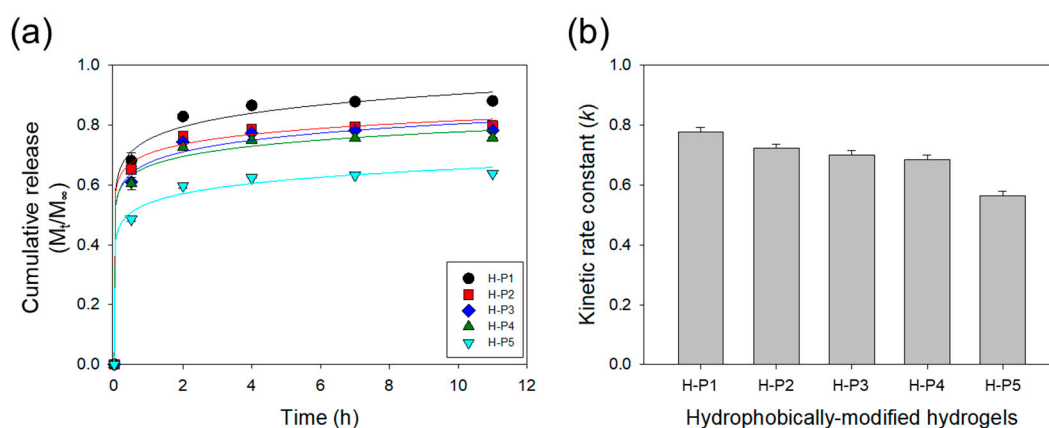 (a)
Cumulative release
(Mt/M∞)
1.0
0.8
0.6
0.4
0.2
0.0
H-P1
H-P2
H-P3
H-P4
H-P5
0 2 4 6 8 10 12
Time (h)
(b)
Kinetic rate constant (k)
1.0
0.8
0.6
0.4
0.2
0.0
H-P1 H-P2 H-P3 H-P4 H-P5
Hydrophobically-modified hydrogels